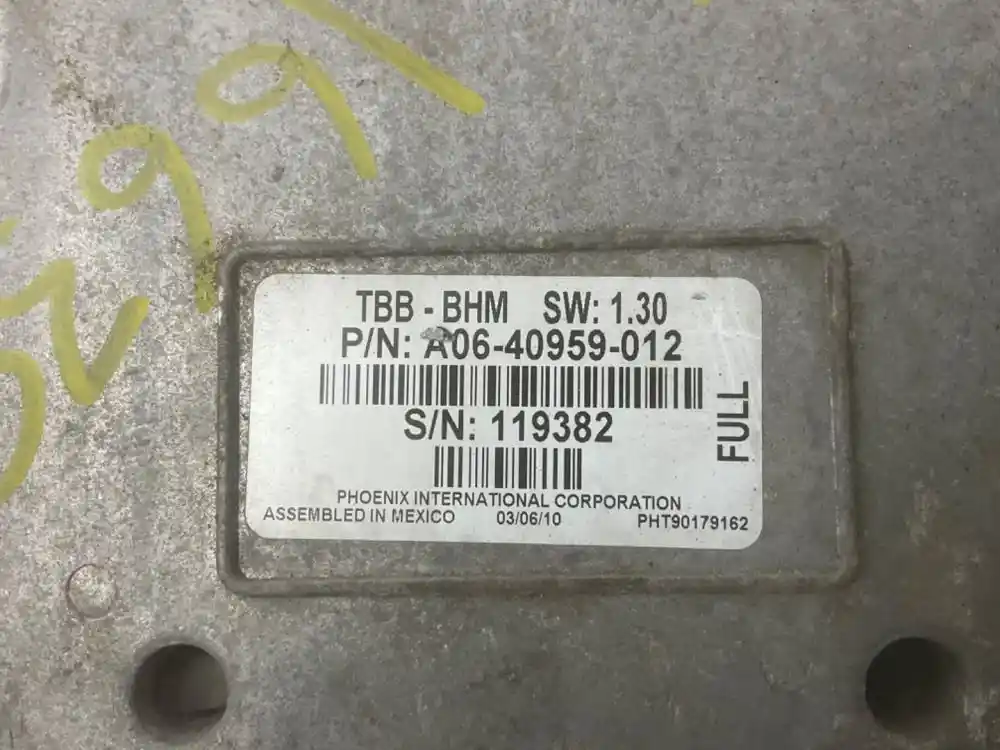 TBB - BHM SW: 1.30
P/N: A06-40959-012
S/N: 119382
FULL
PHOENIX INTERNATIONAL CORPORATION
ASSEMBLED IN MEXICO 03/06/10 PHT90179162